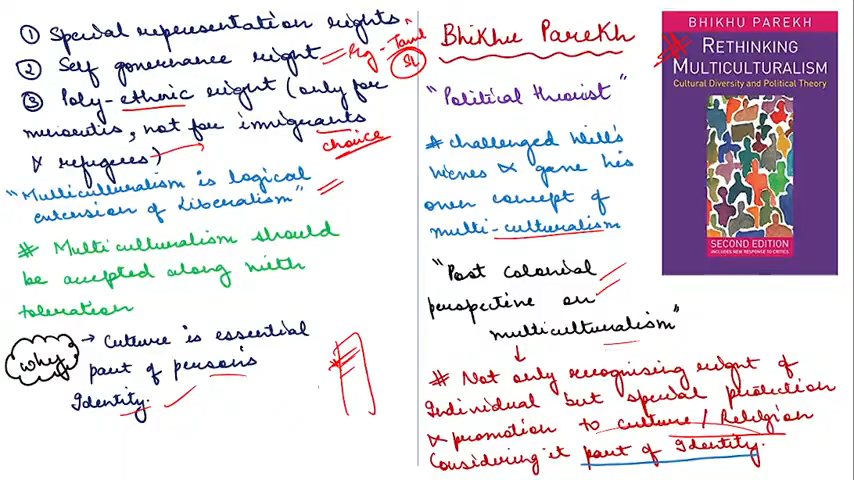 ① Special representation rights
② Self governance right = Eg - Tamil
SL
③ Poly-ethnic right (only for
minorities, not for immigrants
& refugees) → choice
"Multiculturalism is logical
extension of Liberalism"
# Multiculturalism should
be accepted along with
toleration
why → Culture is essential
part of person's
Identity.
Bhikhu Parekh
"Political theorist"
# challenged Will's
views & gave his
own concept of
multi-culturalism
"Post colonial
perspective on
multiculturalism"
↓
# Not only recognising right of
Individual but special protection
& promotion to culture / Religion
Considering it part of Identity.
BHIKHU PAREKH
RETHINKING
MULTICULTURALISM
Cultural Diversity and Political Theory
SECOND EDITION
INCLUDES NEW RESPONSE TO CRITICS